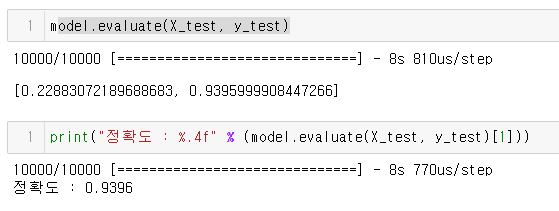 1 model.evaluate(X_test, y_test)
10000/10000 [==============================] - 8s 810us/step
[0.22883072189688683, 0.9395999908447266]
1 print("정확도 : %.4f" % (model.evaluate(X_test, y_test)[1]))
10000/10000 [==============================] - 8s 770us/step
정확도 : 0.9396